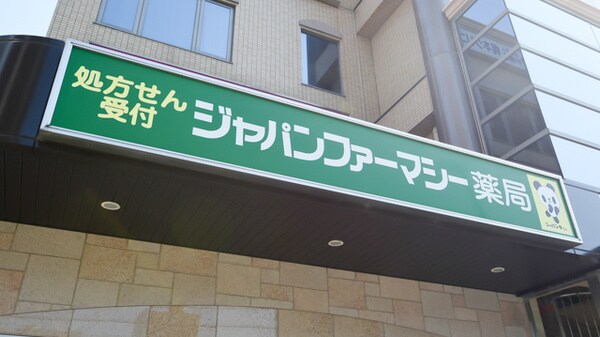 処方せん
受付
ジャパンファーマシー薬局